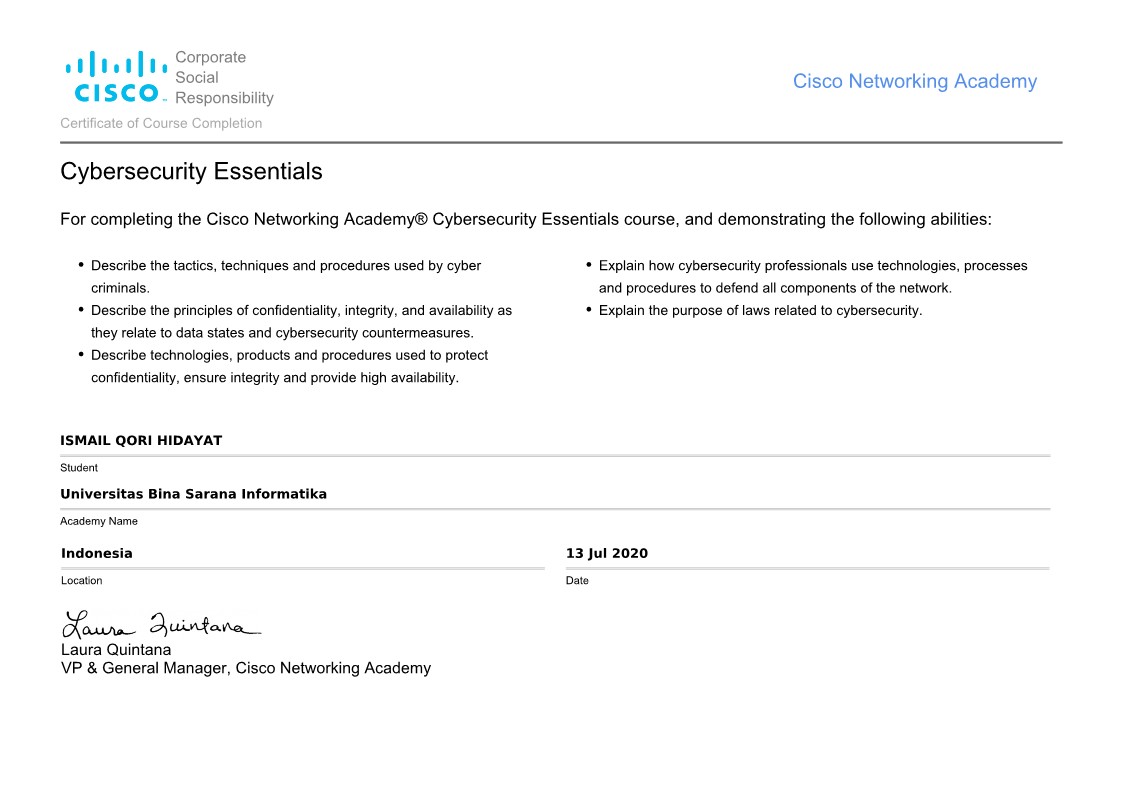 CISCO
Corporate
Social
Responsibility
Cisco Networking Academy
Certificate of Course Completion
Cybersecurity Essentials
For completing the Cisco Networking Academy® Cybersecurity Essentials course, and demonstrating the following abilities:
• Describe the tactics, techniques and procedures used by cyber
criminals.
• Describe the principles of confidentiality, integrity, and availability as
they relate to data states and cybersecurity countermeasures.
• Describe technologies, products and procedures used to protect
confidentiality, ensure integrity and provide high availability.
• Explain how cybersecurity professionals use technologies, processes
and procedures to defend all components of the network.
• Explain the purpose of laws related to cybersecurity.
ISMAIL QORI HIDAYAT
Student
Universitas Bina Sarana Informatika
Academy Name
Indonesia
Location
13 Jul 2020
Date
Laura Quintana
Laura Quintana
VP & General Manager, Cisco Networking Academy